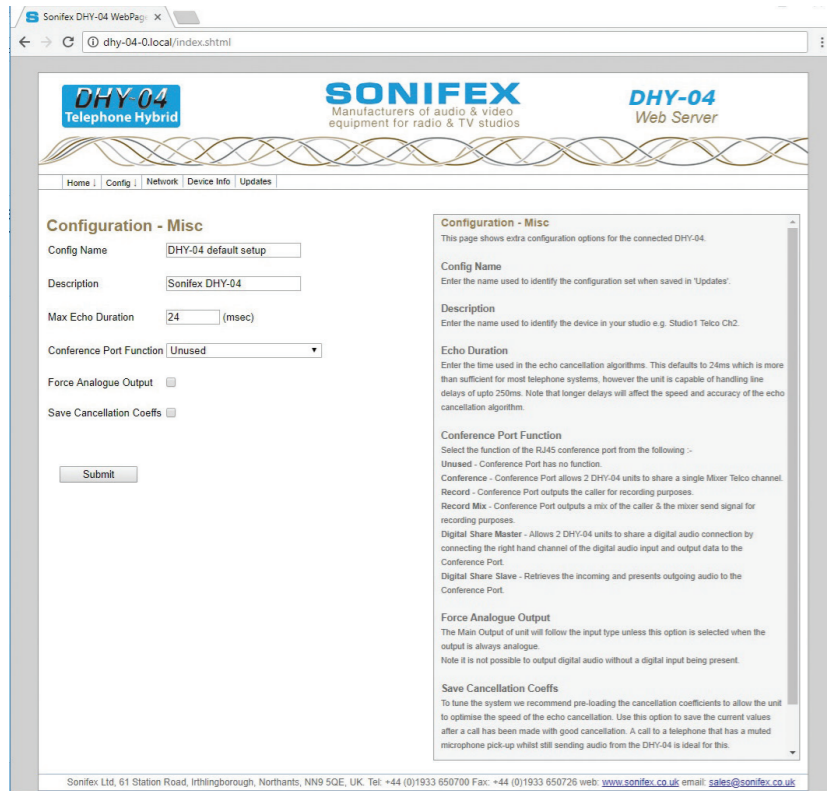 Sonifex DHY-04 WebPage
dhy-04-0.local/index.shtml
DHY-04
Telephone Hybrid
SONIFEX
Manufacturers of audio & video
equipment for radio & TV studios
DHY-04
Web Server
Home ↓ Config ↓ Network Device Info Updates
Configuration - Misc
Config Name DHY-04 default setup
Description Sonifex DHY-04
Max Echo Duration 24 (msec)
Conference Port Function Unused
Force Analogue Output
Save Cancellation Coeffs
Submit
Configuration - Misc
This page shows extra configuration options for the connected DHY-04.
Config Name
Enter the name used to identify the configuration set when saved in 'Updates'.
Description
Enter the name used to identify the device in your studio e.g. Studio1 Telco Ch2.
Echo Duration
Enter the time used in the echo cancellation algorithms. This defaults to 24ms which is more
than sufficient for most telephone systems, however the unit is capable of handling line
delays of upto 250ms. Note that longer delays will affect the speed and accuracy of the echo
cancellation algorithm.
Conference Port Function
Select the function of the RJ45 conference port from the following :-
Unused - Conference Port has no function.
Conference - Conference Port allows 2 DHY-04 units to share a single Mixer Telco channel.
Record - Conference Port outputs the caller for recording purposes.
Record Mix - Conference Port outputs a mix of the caller & the mixer send signal for
recording purposes.
Digital Share Master - Allows 2 DHY-04 units to share a digital audio connection by
connecting the right hand channel of the digital audio input and output data to the
Conference Port.
Digital Share Slave - Retrieves the incoming and presents outgoing audio to the
Conference Port.
Force Analogue Output
The Main Output of unit will follow the input type unless this option is selected when the
output is always analogue.
Note it is not possible to output digital audio without a digital input being present.
Save Cancellation Coeffs
To tune the system we recommend pre-loading the cancellation coefficients to allow the unit
to optimise the speed of the echo cancellation. Use this option to save the current values
after a call has been made with good cancellation. A call to a telephone that has a muted
microphone pick-up whilst still sending audio from the DHY-04 is ideal for this.
Sonifex Ltd, 61 Station Road, Irthlingborough, Northants, NN9 5QE, UK. Tel: +44 (0)1933 650700 Fax: +44 (0)1933 650726 web: www.sonifex.co.uk email: sales@sonifex.co.uk